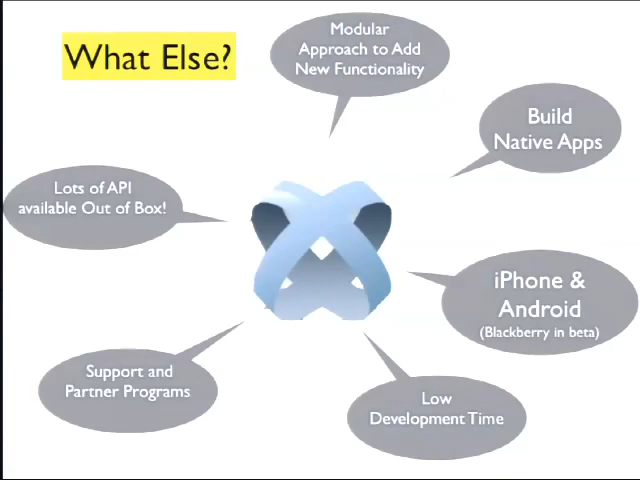 What Else?
Modular
Approach to Add
New Functionality
Build
Native Apps
Lots of API
available Out of Box!
iPhone &
Android
(Blackberry in beta)
Support and
Partner Programs
Low
Development Time